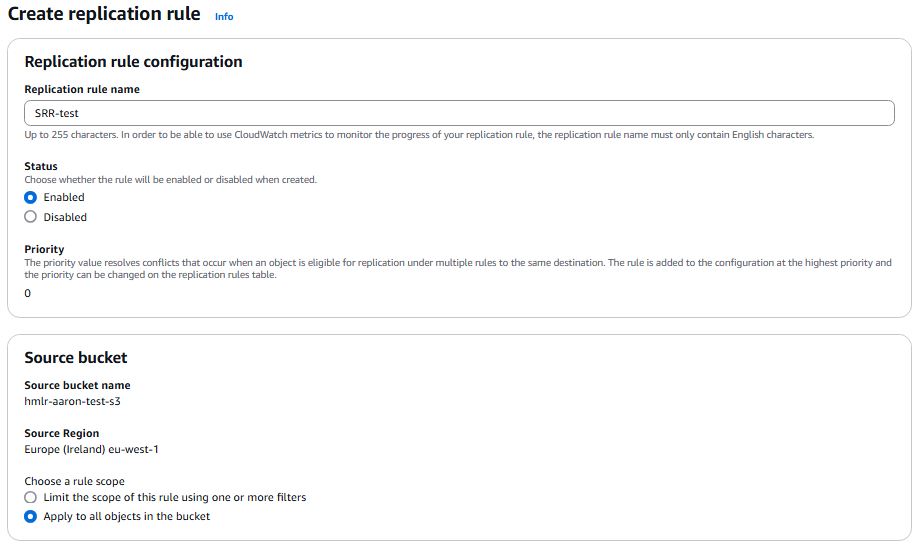 Create replication rule Info
Replication rule configuration
Replication rule name
SRR-test
Up to 255 characters. In order to be able to use CloudWatch metrics to monitor the progress of your replication rule, the replication rule name must only contain English characters.
Status
Choose whether the rule will be enabled or disabled when created.
Enabled
Disabled
Priority
The priority value resolves conflicts that occur when an object is eligible for replication under multiple rules to the same destination. The rule is added to the configuration at the highest priority and
the priority can be changed on the replication rules table.
0
Source bucket
Source bucket name
hmlr-aaron-test-s3
Source Region
Europe (Ireland) eu-west-1
Choose a rule scope
Limit the scope of this rule using one or more filters
Apply to all objects in the bucket